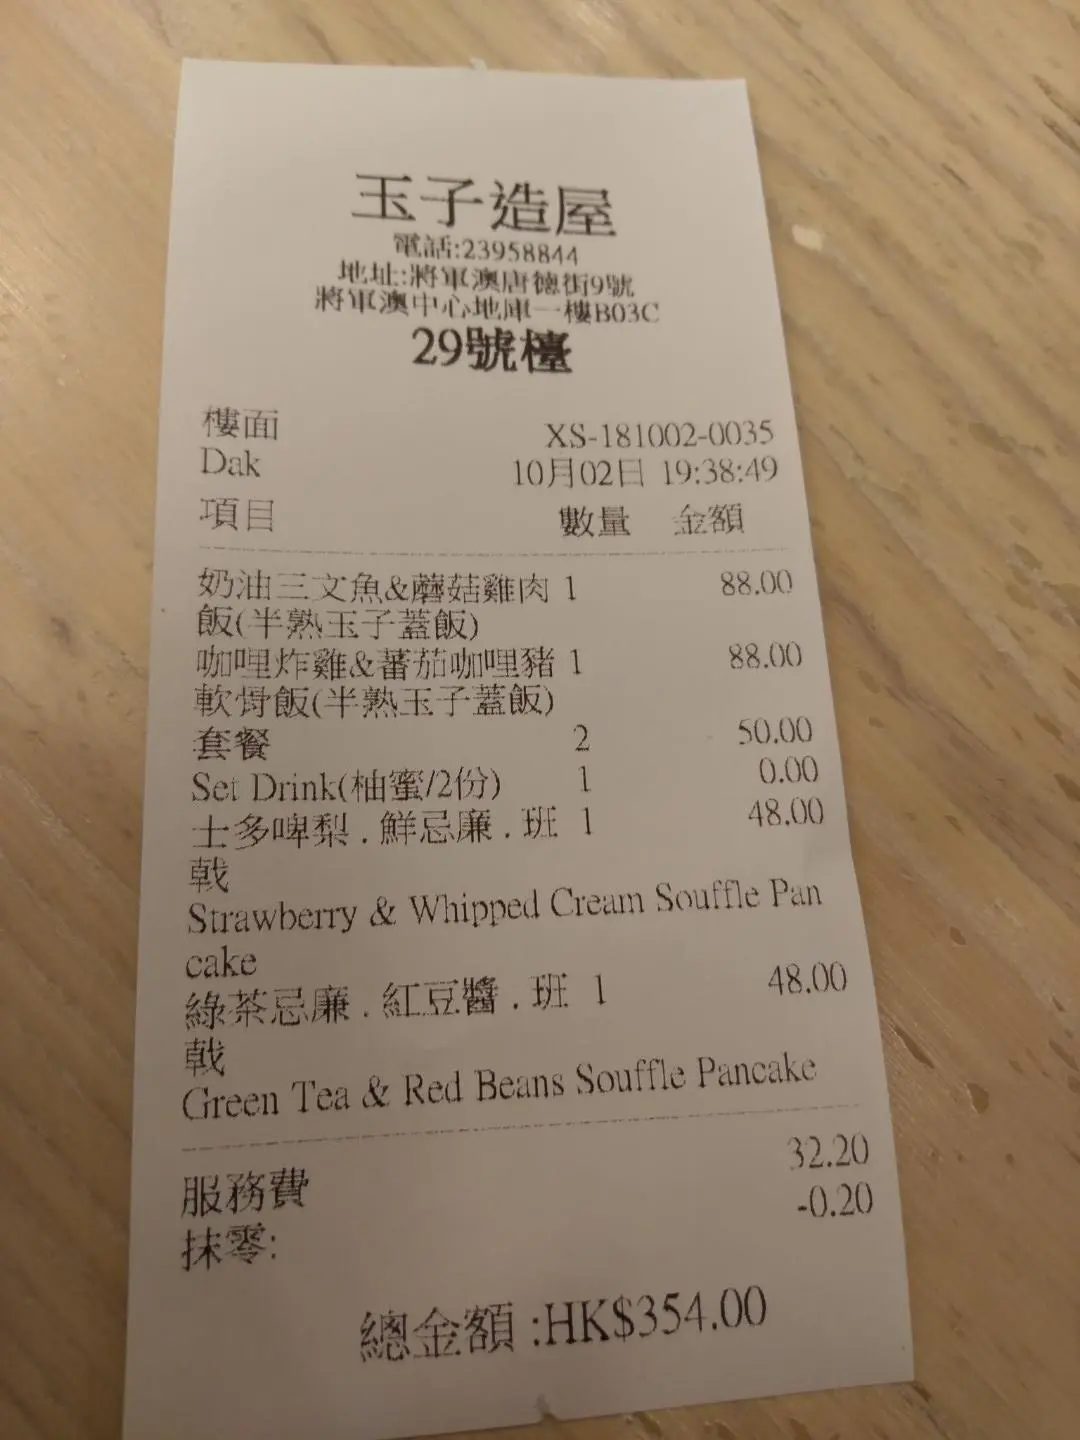 玉子造屋
電話:23958844
地址:將軍澳唐德街9號
將軍澳中心地庫一樓B03C
29號檯
樓面 XS-181002-0035
Dak 10月02日 19:38:49
項目 數量 金額
奶油三文魚&蘑菇雞肉 1 88.00
飯(半熟玉子蓋飯)
咖哩炸雞&蕃茄咖哩豬 1 88.00
軟骨飯(半熟玉子蓋飯)
套餐 2 50.00
Set Drink(柚蜜/2份) 1 0.00
士多啤梨.鮮忌廉.班 1 48.00
戟
Strawberry & Whipped Cream Souffle Pan
cake
綠茶忌廉.紅豆醬.班 1 48.00
戟
Green Tea & Red Beans Souffle Pancake
服務費 32.20
抹零: -0.20
總金額:HK$354.00